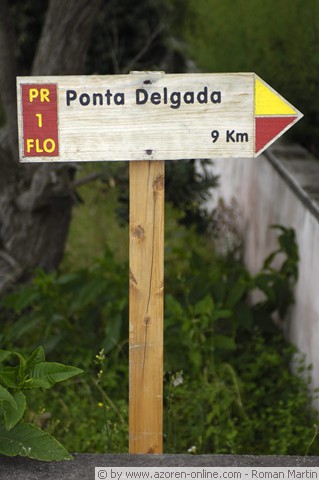 PR
1
FLO
Ponta Delgada
9 Km
© by www.azoren-online.com - Roman Martin